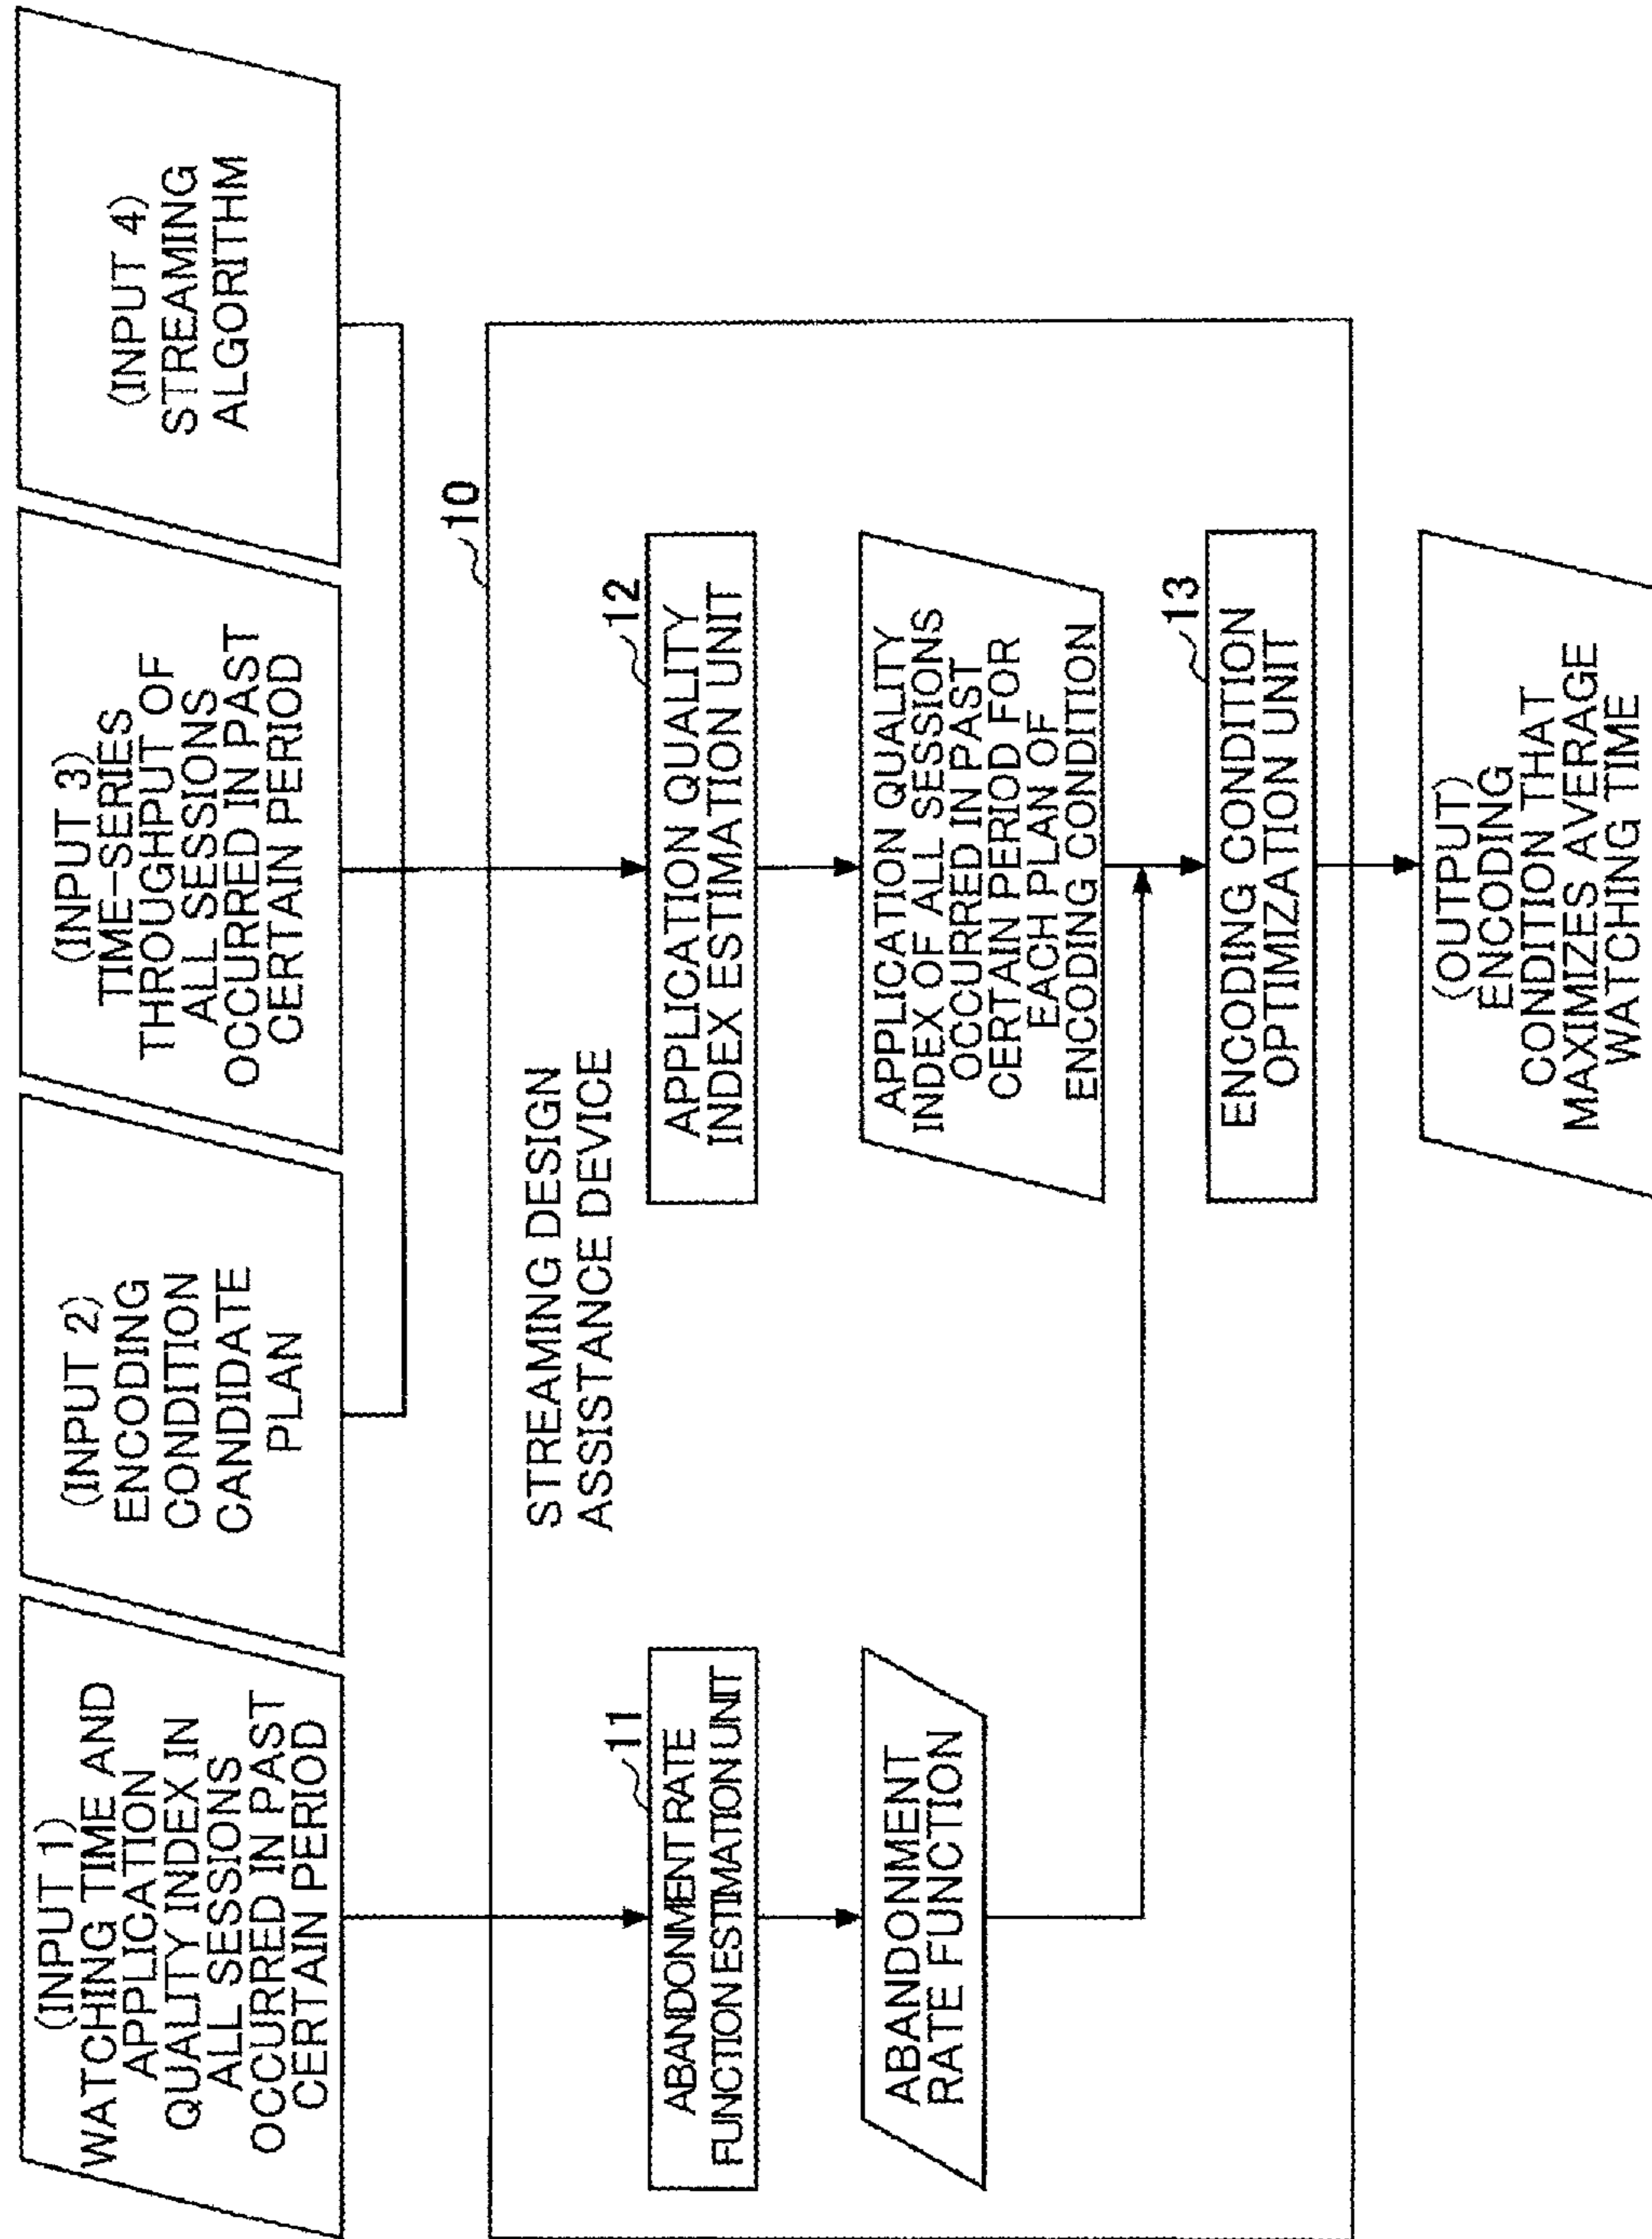 (INPUT 1)
WATCHING TIME AND
APPLICATION
QUALITY INDEX IN
ALL SESSIONS
OCCURRED IN PAST
CERTAIN PERIOD
(INPUT 2)
ENCODING
CONDITION
CANDIDATE
PLAN
(INPUT 3)
TIME-SERIES
THROUGHPUT OF
ALL SESSIONS
OCCURRED IN PAST
CERTAIN PERIOD
(INPUT 4)
STREAMING
ALGORITHM
10
STREAMING DESIGN
ASSISTANCE DEVICE
11
ABANDONMENT RATE
FUNCTION ESTIMATION UNIT
12
APPLICATION QUALITY
INDEX ESTIMATION UNIT
ABANDONMENT
RATE FUNCTION
APPLICATION QUALITY
INDEX OF ALL SESSIONS
OCCURRED IN PAST
CERTAIN PERIOD FOR
EACH PLAN OF
ENCODING CONDITION
13
ENCODING CONDITION
OPTIMIZATION UNIT
(OUTPUT)
ENCODING
CONDITION THAT
MAXIMIZES AVERAGE
WATCHING TIME